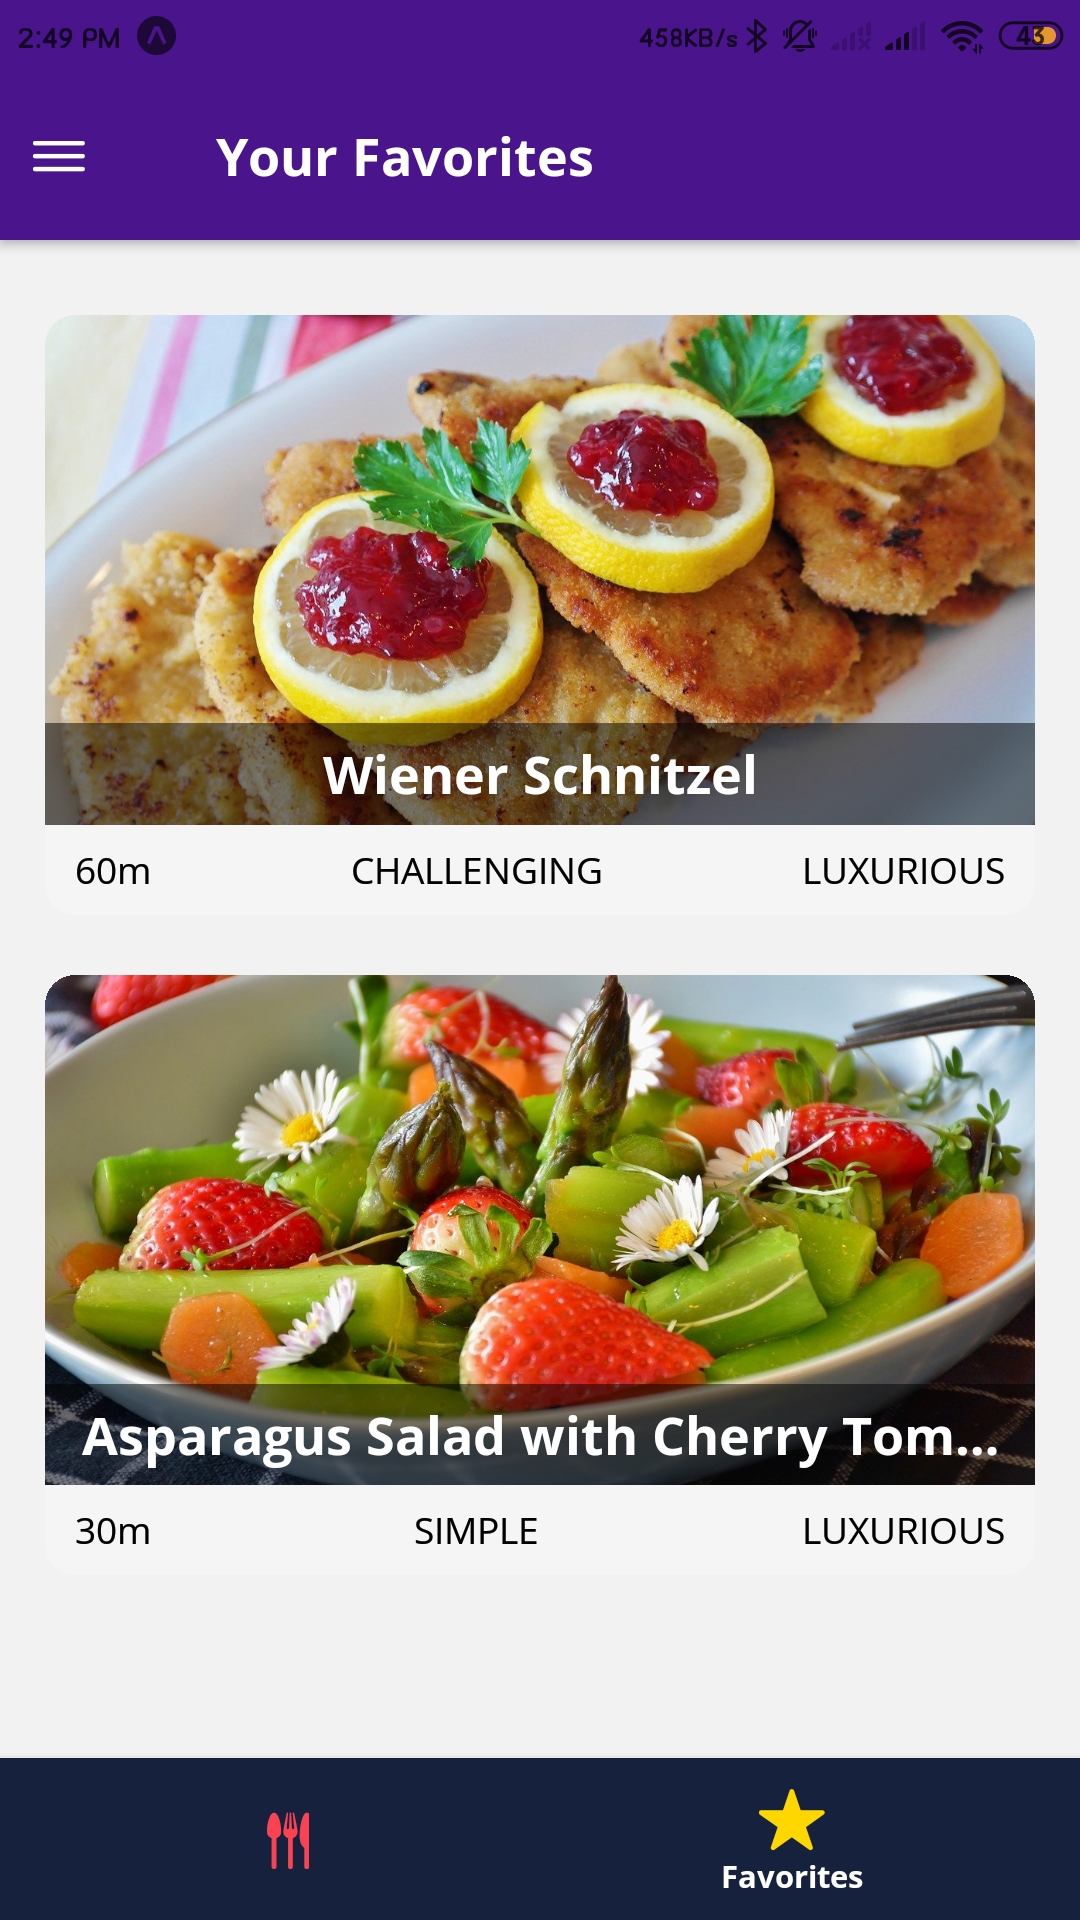 2:49 PM 458KB/s 43
Your Favorites
Wiener Schnitzel
60m CHALLENGING LUXURIOUS
Asparagus Salad with Cherry Tom...
30m SIMPLE LUXURIOUS
Favorites